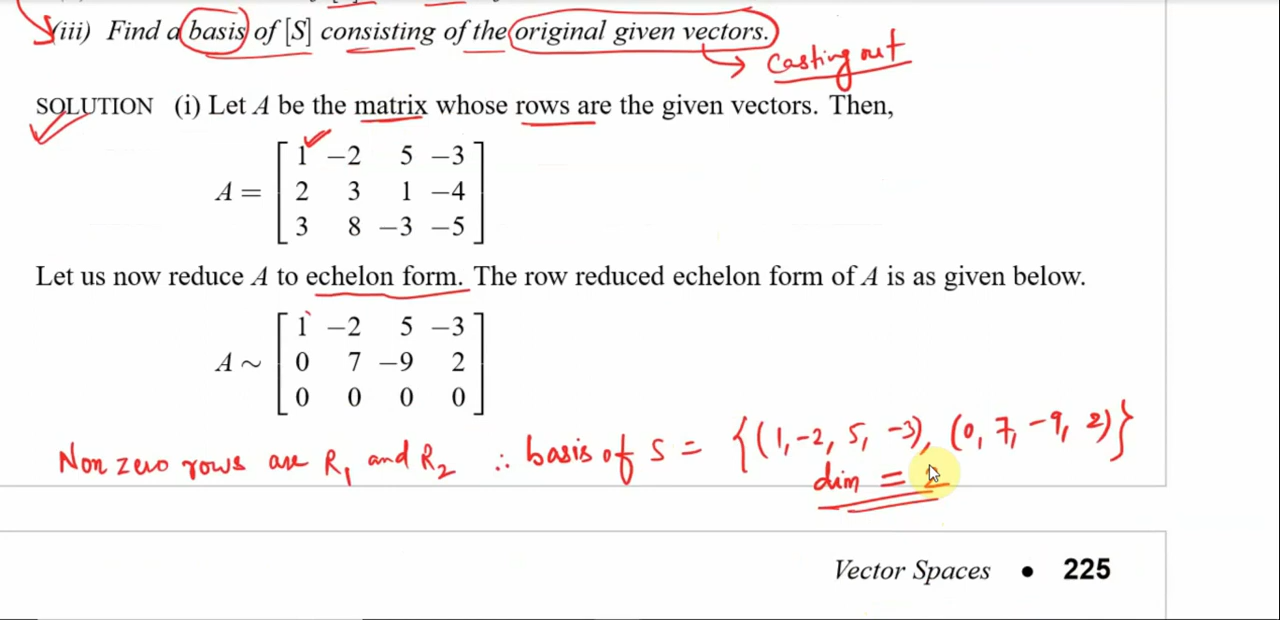 (iii) Find a basis of [S] consisting of the original given vectors.
casting out
SOLUTION (i) Let A be the matrix whose rows are the given vectors. Then,
A = [ 1 −2 5 −3
2 3 1 −4
3 8 −3 −5 ]
Let us now reduce A to echelon form. The row reduced echelon form of A is as given below.
A ~ [ 1 −2 5 −3
0 7 −9 2
0 0 0 0 ]
Non zero rows are R₁ and R₂ ∴ basis of S = {(1, -2, 5, -3), (0, 7, -9, 2)}
dim = 2
Vector Spaces • 225